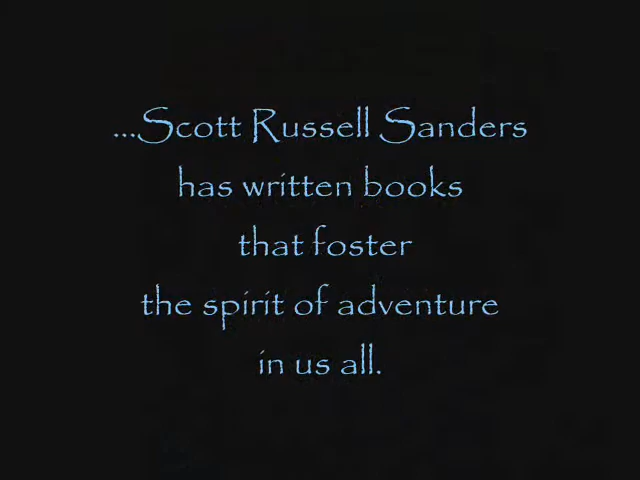 ...Scott Russell Sanders
has written books
that foster
the spirit of adventure
in us all.